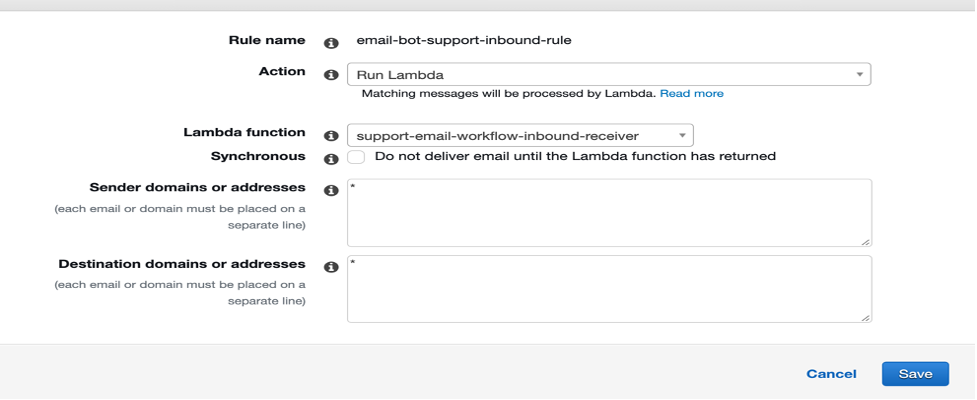 Rule name email-bot-support-inbound-rule
Action Run Lambda
Matching messages will be processed by Lambda. Read more
Lambda function support-email-workflow-inbound-receiver
Synchronous Do not deliver email until the Lambda function has returned
Sender domains or addresses *
(each email or domain must be placed on a
separate line)
Destination domains or addresses *
(each email or domain must be placed on a
separate line)
Cancel Save